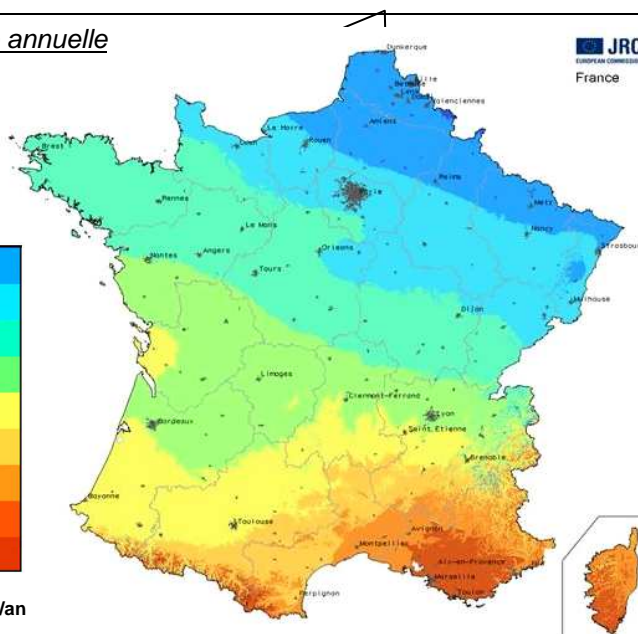 annuelle
JRC
EUROPEAN COMMISSION
France
Dunkerque
Lille
Lens
Valenciennes
Amiens
Le Havre
Rouen
Caen
Reims
Metz
Brest
Nancy
Strasbourg
Rennes
Le Mans
Orleans
Nantes
Angers
Tours
Mulhouse
Dijon
Limoges
Clermont-Ferrand
Lyon
Saint Etienne
Bordeaux
Grenoble
Bayonne
Toulouse
Avignon
Montpellier
Aix-en-Provence
Marseille
Toulon
Perpignan
/an